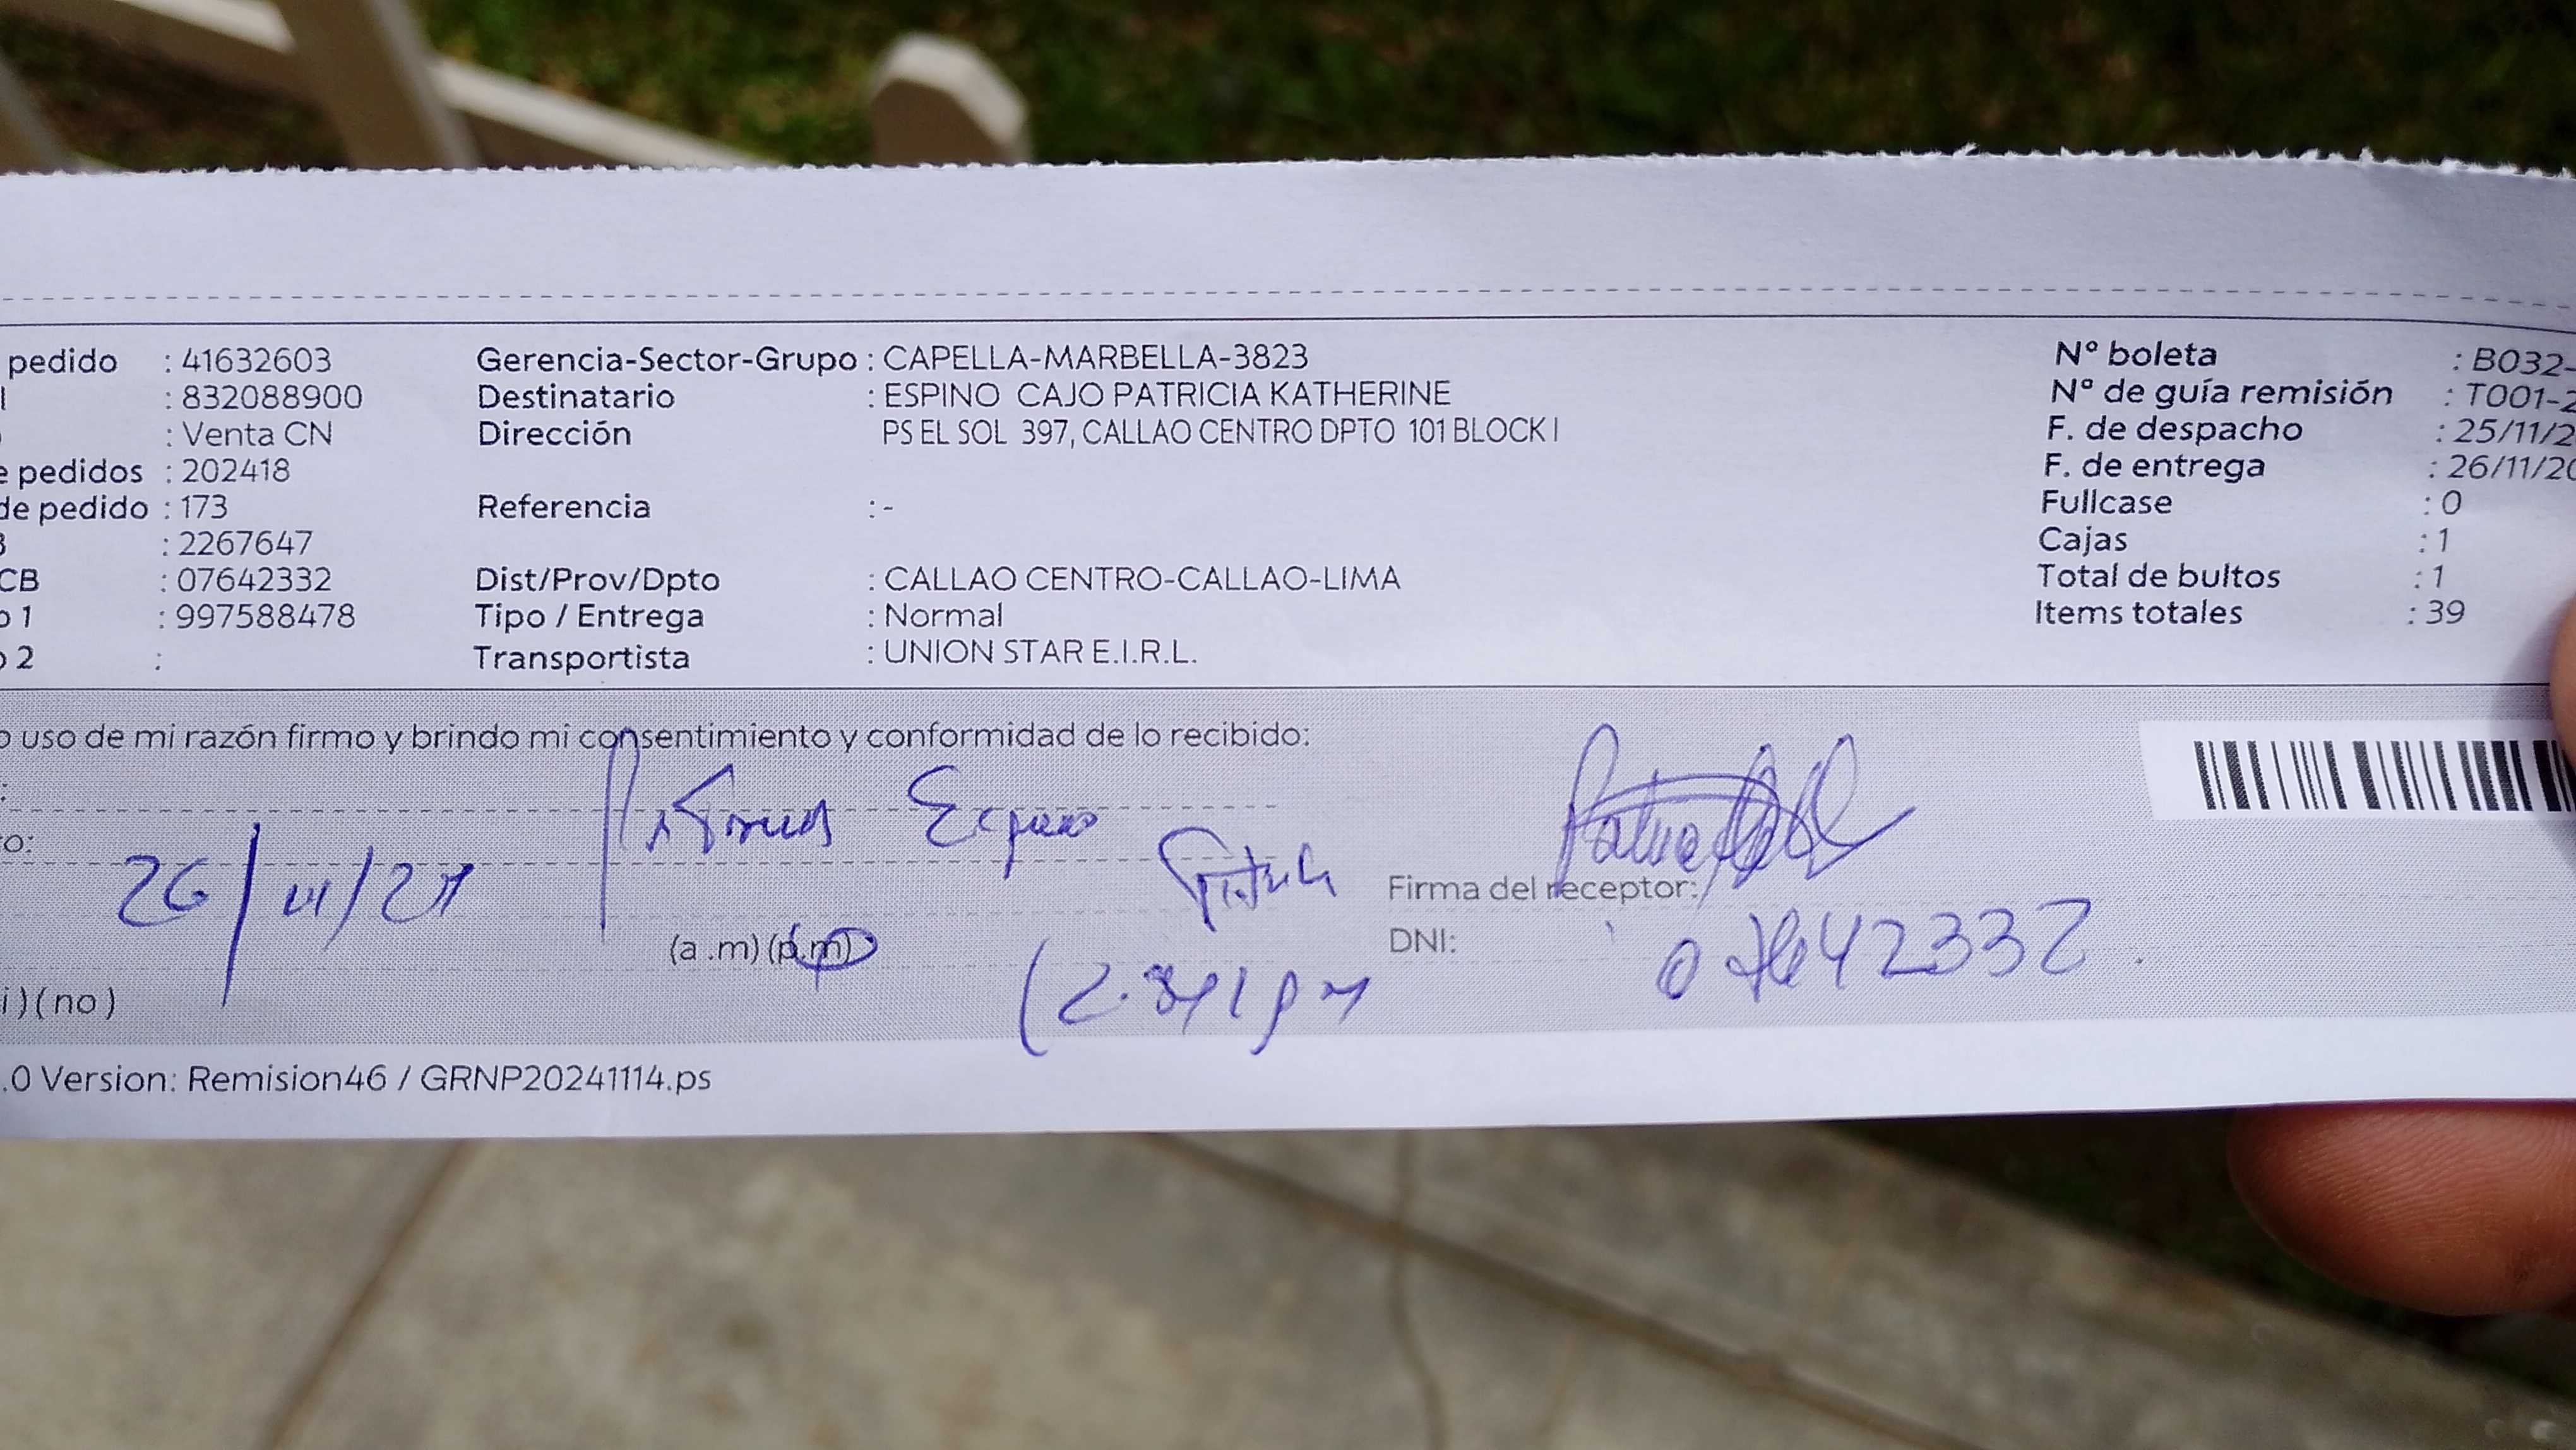 pedido : 41632603 Gerencia-Sector-Grupo : CAPELLA-MARBELLA-3823 Nº boleta : B032-
l : 832088900 Destinatario : ESPINO CAJO PATRICIA KATHERINE Nº de guía remisión : T001-2
: Venta CN Dirección PS EL SOL 397, CALLAO CENTRO DPTO 101 BLOCK I F. de despacho : 25/11/2
e pedidos : 202418 F. de entrega : 26/11/20
de pedido : 173 Referencia : - Fullcase : 0
: 2267647 Cajas : 1
CB : 07642332 Dist/Prov/Dpto : CALLAO CENTRO-CALLAO-LIMA Total de bultos : 1
o 1 : 997588478 Tipo / Entrega : Normal Items totales : 39
o 2 : Transportista : UNION STAR E.I.R.L.
o uso de mi razón firmo y brindo mi consentimiento y conformidad de lo recibido:
:
o:
Firma del receptor:
(a .m) (p.m) DNI: 07642332
i ) ( no )
.0 Version: Remision46 / GRNP20241114.ps